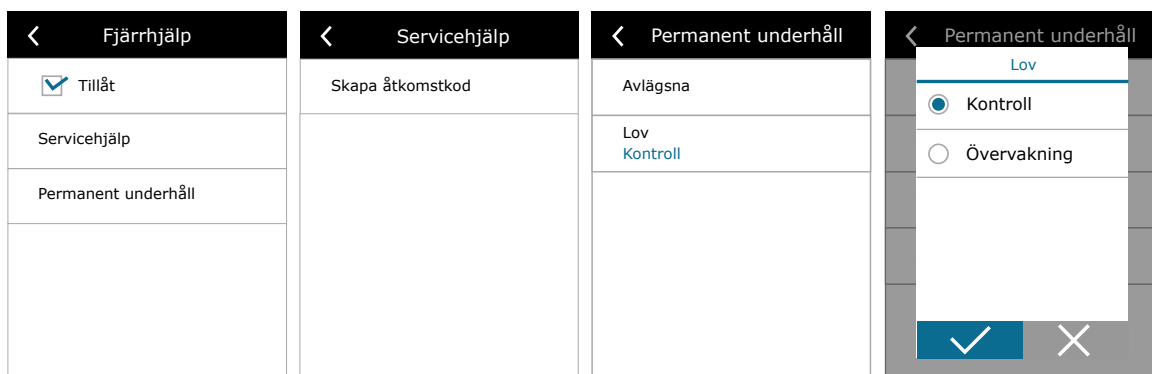 Fjärrhjälp
Tillåt
Servicehjälp
Permanent underhåll
Servicehjälp
Skapa åtkomstkod
Permanent underhåll
Avlägsna
Lov
Kontroll
Permanent underhåll
Lov
Kontroll
Övervakning